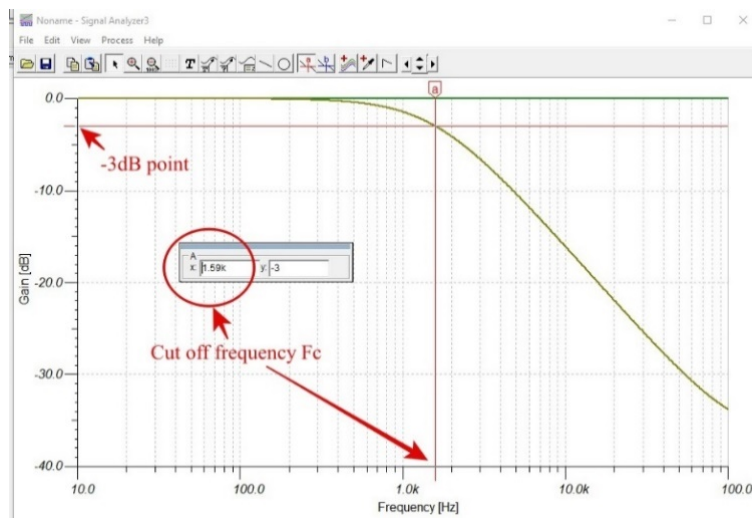 Noname - Signal Analyzer3
File Edit View Process Help
T
a
0.0
-3dB point
-10.0
A
x: 1.59k y: -3
Gain [dB]
-20.0
Cut off frequency Fc
-30.0
-40.0
10.0 100.0 1.0k 10.0k 100.0
Frequency [Hz]